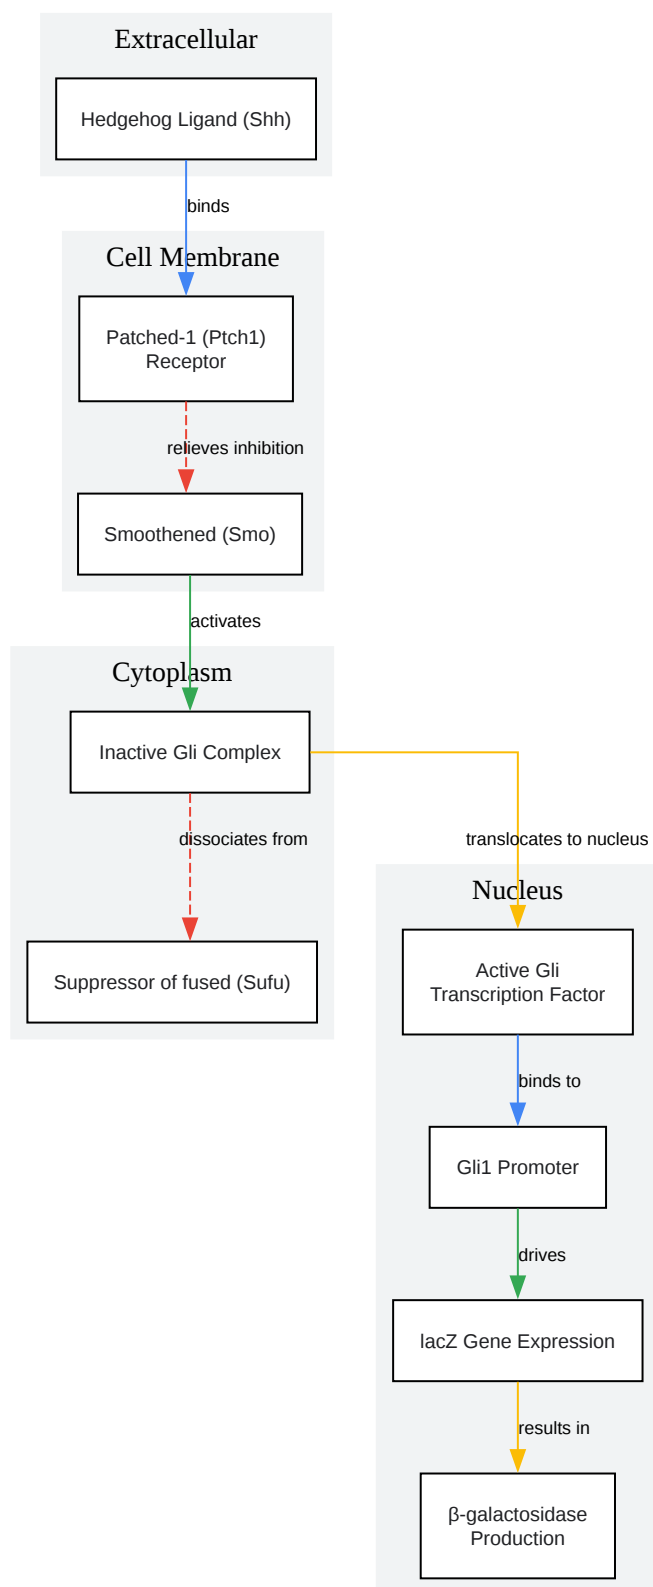 Extracellular
Hedgehog Ligand (Shh)
binds
Cell Membrane
Patched-1 (Ptch1)
Receptor
relieves inhibition
Smoothened (Smo)
activates
Cytoplasm
Inactive Gli Complex
dissociates from
translocates to nucleus
Suppressor of fused (Sufu)
Nucleus
Active Gli
Transcription Factor
binds to
Gli1 Promoter
drives
lacZ Gene Expression
results in
β-galactosidase
Production